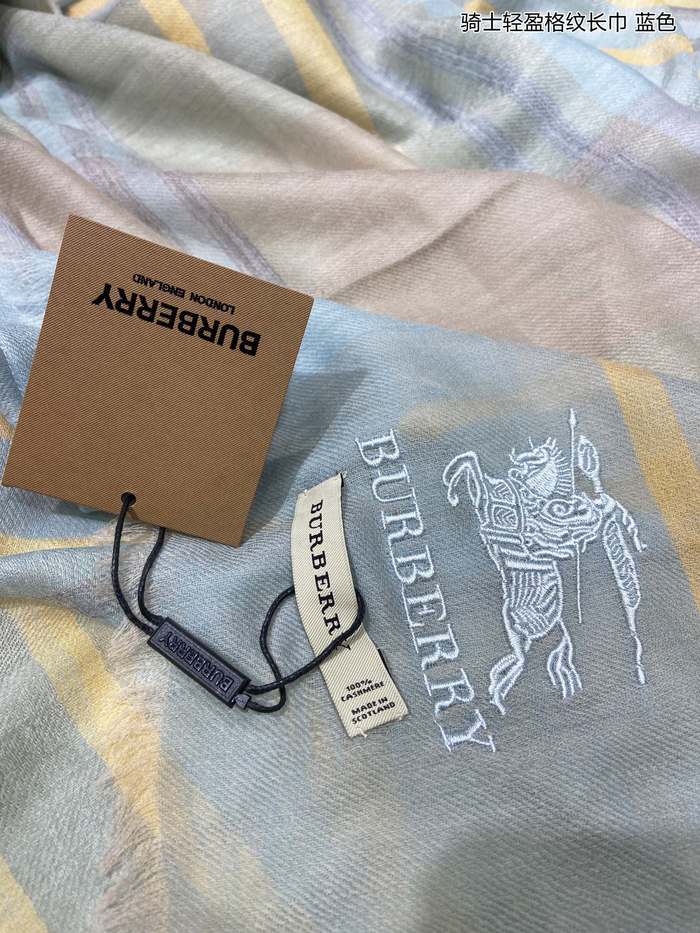 骑士轻盈格纹长巾 蓝色
BURBERRY
LONDON ENGLAND
BURBERRY
BURBERRY
100%
CASHMERE
MADE IN
SCOTLAND
BURBERRY